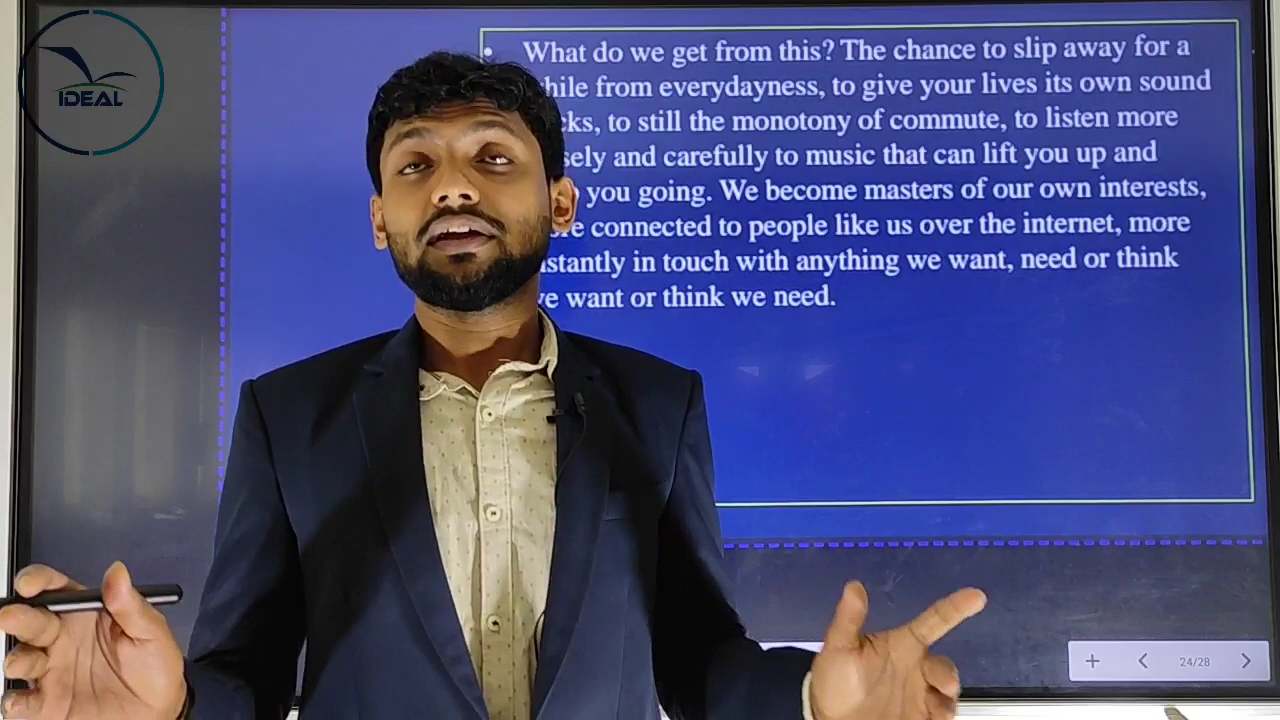 IDEAL
• What do we get from this? The chance to slip away for a
hile from everydayness, to give your lives its own sound
cks, to still the monotony of commute, to listen more
sely and carefully to music that can lift you up and
you going. We become masters of our own interests,
re connected to people like us over the internet, more
stantly in touch with anything we want, need or think
ve want or think we need.
24/28